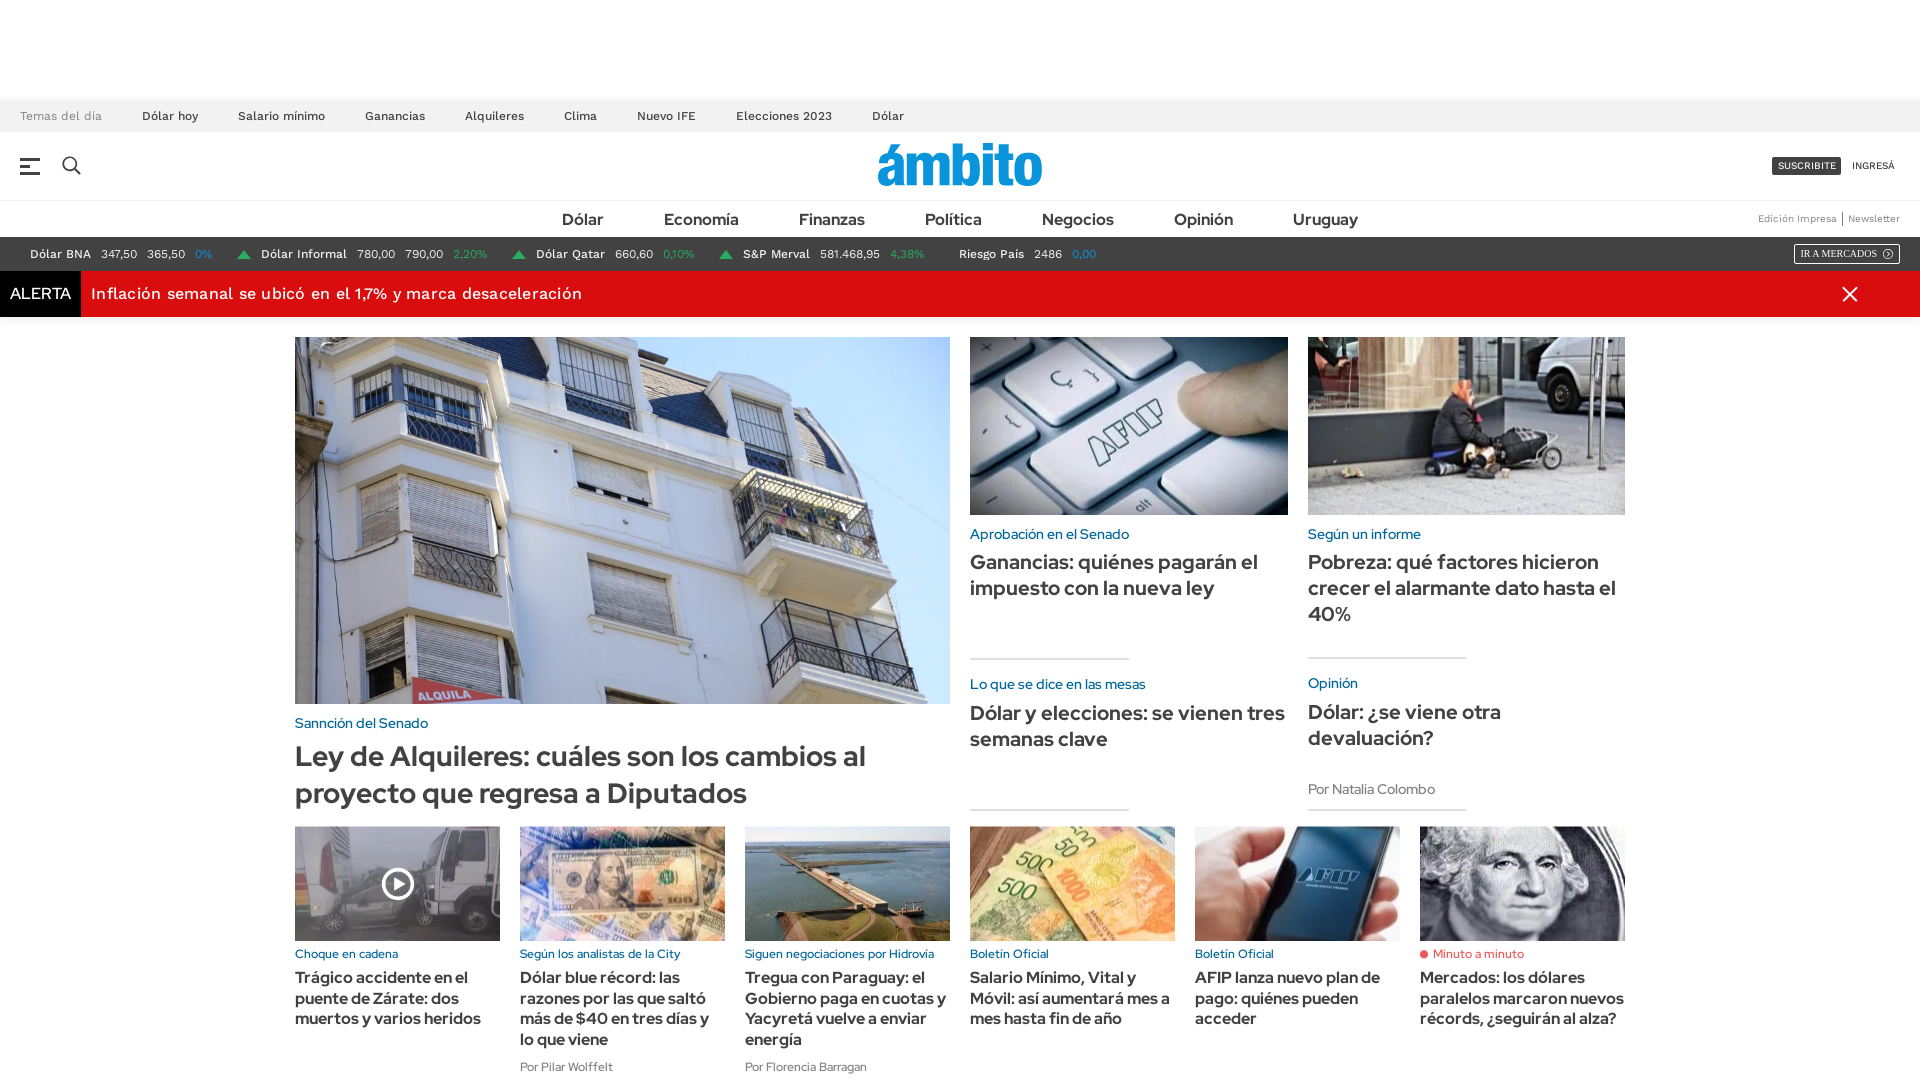 Temas del día
Dólar hoy
Salario mínimo
Ganancias
Alquileres
Clima
Nuevo IFE
Elecciones 2023
Dólar
ámbito
SUSCRIBITE
INGRESÁ
Dólar
Economía
Finanzas
Política
Negocios
Opinión
Uruguay
Edición Impresa
Newsletter
Dólar BNA 347,50 365,50 0%
Dólar Informal 780,00 790,00 2,20%
Dólar Qatar 660,60 0,10%
S&P Merval 581.468,95 4,38%
Riesgo País 2486 0,00
IR A MERCADOS
ALERTA
Inflación semanal se ubicó en el 1,7% y marca desaceleración
ALQUILA
Sannción del Senado
Ley de Alquileres: cuáles son los cambios al
proyecto que regresa a Diputados
Ç
AFIP
alt
Aprobación en el Senado
Ganancias: quiénes pagarán el
impuesto con la nueva ley
Según un informe
Pobreza: qué factores hicieron
crecer el alarmante dato hasta el
40%
Lo que se dice en las mesas
Dólar y elecciones: se vienen tres
semanas clave
Opinión
Dólar: ¿se viene otra
devaluación?
Por Natalia Colombo
Choque en cadena
Trágico accidente en el
puente de Zárate: dos
muertos y varios heridos
Según los analistas de la City
Dólar blue récord: las
razones por las que saltó
más de $40 en tres días y
lo que viene
Por Pilar Wolffelt
Siguen negociaciones por Hidrovía
Tregua con Paraguay: el
Gobierno paga en cuotas y
Yacyretá vuelve a enviar
energía
Por Florencia Barragan
500
50
500
1000
Boletín Oficial
Salario Mínimo, Vital y
Móvil: así aumentará mes a
mes hasta fin de año
AFIP
Boletín Oficial
AFIP lanza nuevo plan de
pago: quiénes pueden
acceder
Minuto a minuto
Mercados: los dólares
paralelos marcaron nuevos
récords, ¿seguirán al alza?